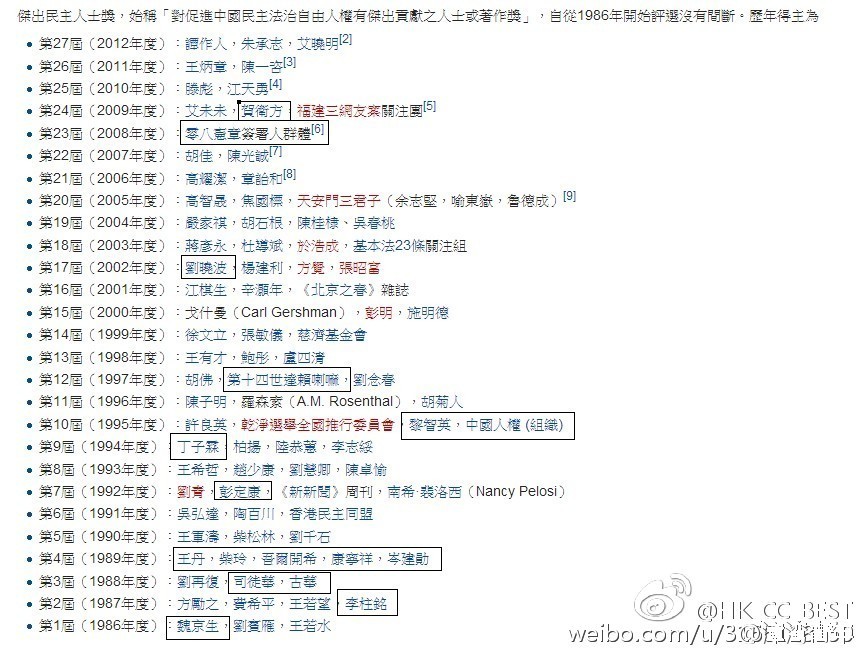 傑出民主人士獎，始稱「對促進中國民主法治自由人權有傑出貢獻之人士或著作獎」，自從1986年開始評選沒有間斷。歷年得主為
• 第27屆（2012年度）：譚作人，朱承志，艾曉明[2]
• 第26屆（2011年度）：王炳章，陳一咨[3]
• 第25屆（2010年度）：滕彪，江天勇[4]
• 第24屆（2009年度）：艾未未，賀衛方，福建三網友案關注團[5]
• 第23屆（2008年度）：零八憲章簽署人群體[6]
• 第22屆（2007年度）：胡佳，陳光誠[7]
• 第21屆（2006年度）：高耀潔，章詒和[8]
• 第20屆（2005年度）：高智晟，焦國標，天安門三君子（余志堅，喻東嶽，魯德成）[9]
• 第19屆（2004年度）：嚴家祺，胡石根，陳桂棣、吳春桃
• 第18屆（2003年度）：蔣彥永，杜導斌，於浩成，基本法23條關注組
• 第17屆（2002年度）：劉曉波，楊建利，方覺，張昭富
• 第16屆（2001年度）：江棋生，辛灝年，《北京之春》雜誌
• 第15屆（2000年度）：戈什曼（Carl Gershman），彭明，施明德
• 第14屆（1999年度）：徐文立，張敏儀，慈濟基金會
• 第13屆（1998年度）：王有才，鮑彤，盧四清
• 第12屆（1997年度）：胡佛，第十四世達賴喇嘛，劉念春
• 第11屆（1996年度）：陳子明，羅森索（A.M. Rosenthal），胡菊人
• 第10屆（1995年度）：許良英，乾淨選舉全國推行委員會，黎智英，中國人權 (組織)
• 第9屆（1994年度）：丁子霖，柏揚，陸恭蕙，李志綏
• 第8屆（1993年度）：王希哲，趙少康，劉慧卿，陳卓愉
• 第7屆（1992年度）：劉青，彭定康，《新新聞》周刊，南希·裴洛西（Nancy Pelosi）
• 第6屆（1991年度）：吳弘達，陶百川，香港民主同盟
• 第5屆（1990年度）：王軍濤，柴松林，劉千石
• 第4屆（1989年度）：王丹，柴玲，吾爾開希，康寧祥，岑建勛
• 第3屆（1988年度）：劉再復，司徒華，古華
• 第2屆（1987年度）：方勵之，費希平，王若望，李柱銘
• 第1屆（1986年度）：魏京生，劉賓雁，王若水
@HK_CC_BEST
weibo.com/u/3